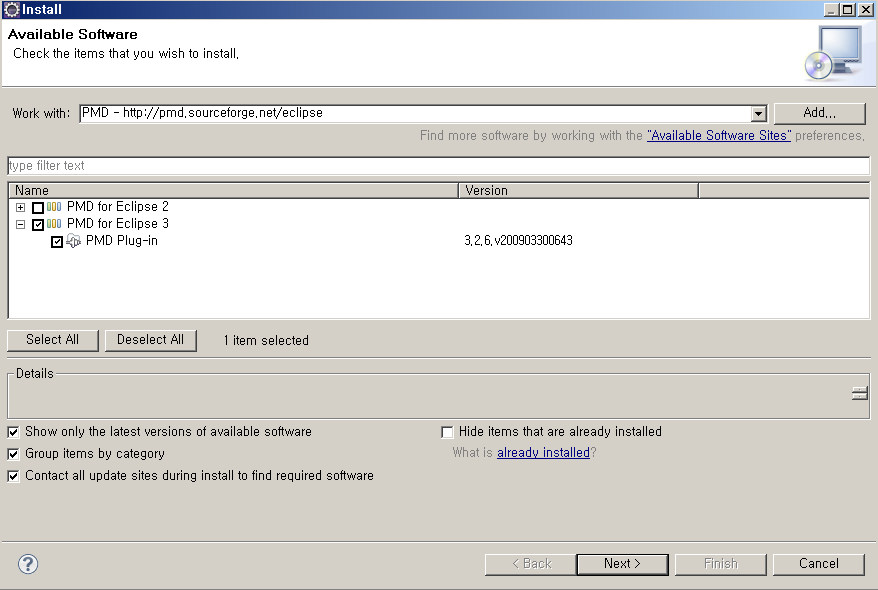 Install
Available Software
Check the items that you wish to install.
Work with: PMD - http://pmd.sourceforge.net/eclipse Add...
Find more software by working with the "Available Software Sites" preferences.
type filter text
Name Version
PMD for Eclipse 2
PMD for Eclipse 3
PMD Plug-in 3.2.6.v200903300643
Select All Deselect All 1 item selected
Details
Show only the latest versions of available software Hide items that are already installed
Group items by category What is already installed?
Contact all update sites during install to find required software
? < Back Next > Finish Cancel